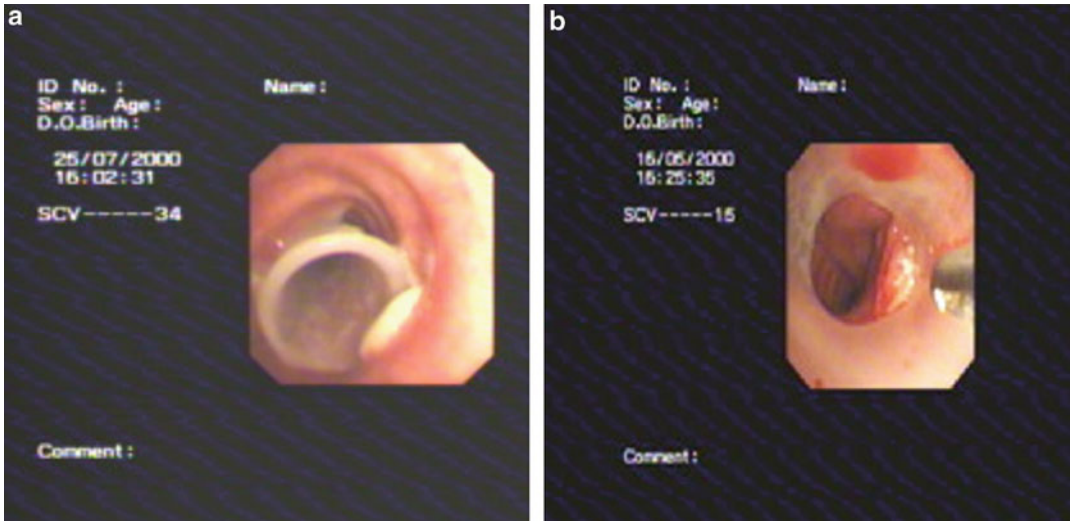 a
ID No. :
Name :
Sex : Age :
D.O.Birth :
25/07/2000
16:02:31
SCV-----34
Comment :
b
ID No. :
Name :
Sex : Age :
D.O.Birth :
16/05/2000
16:25:35
SCV-----15
Comment :